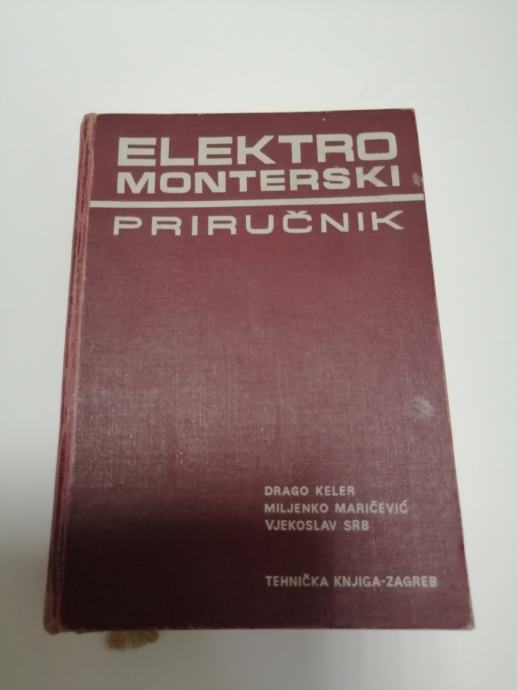 ELEKTRO
MONTERSKI
PRIRUČNIK
DRAGO KELER
MILJENKO MARIČEVIĆ
VJEKOSLAV SRB
TEHNIČKA KNJIGA-ZAGREB